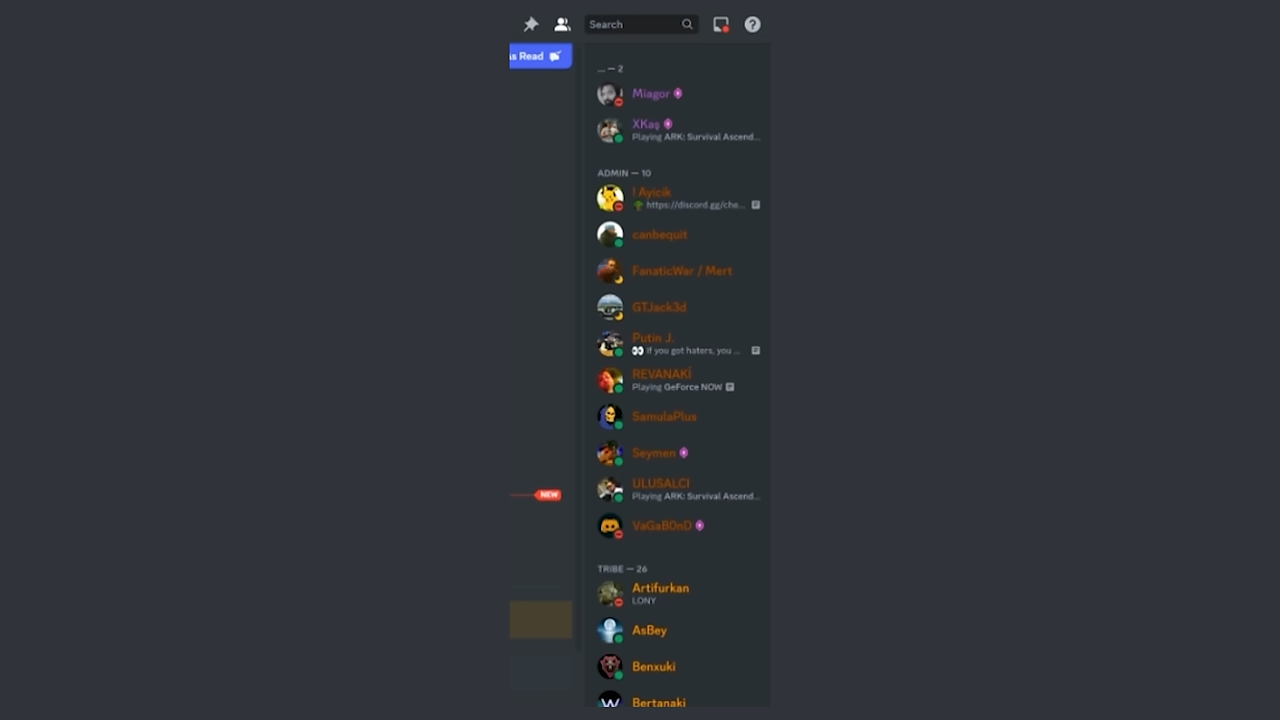 Search
s Read
... — 2
Miagor
XKaş
Playing ARK: Survival Ascend...
ADMIN — 10
! Ayicik
https://discord.gg/che...
canbequit
FanaticWar / Mert
GTJack3d
Putin J.
If you got haters, you ...
REVANAKİ
Playing GeForce NOW
SamulaPlus
Seymen
NEW
ULUSALCI
Playing ARK: Survival Ascend...
VaGaB0nD
TRIBE — 26
Artifurkan
LONY
AsBey
Benxuki
Bertanaki